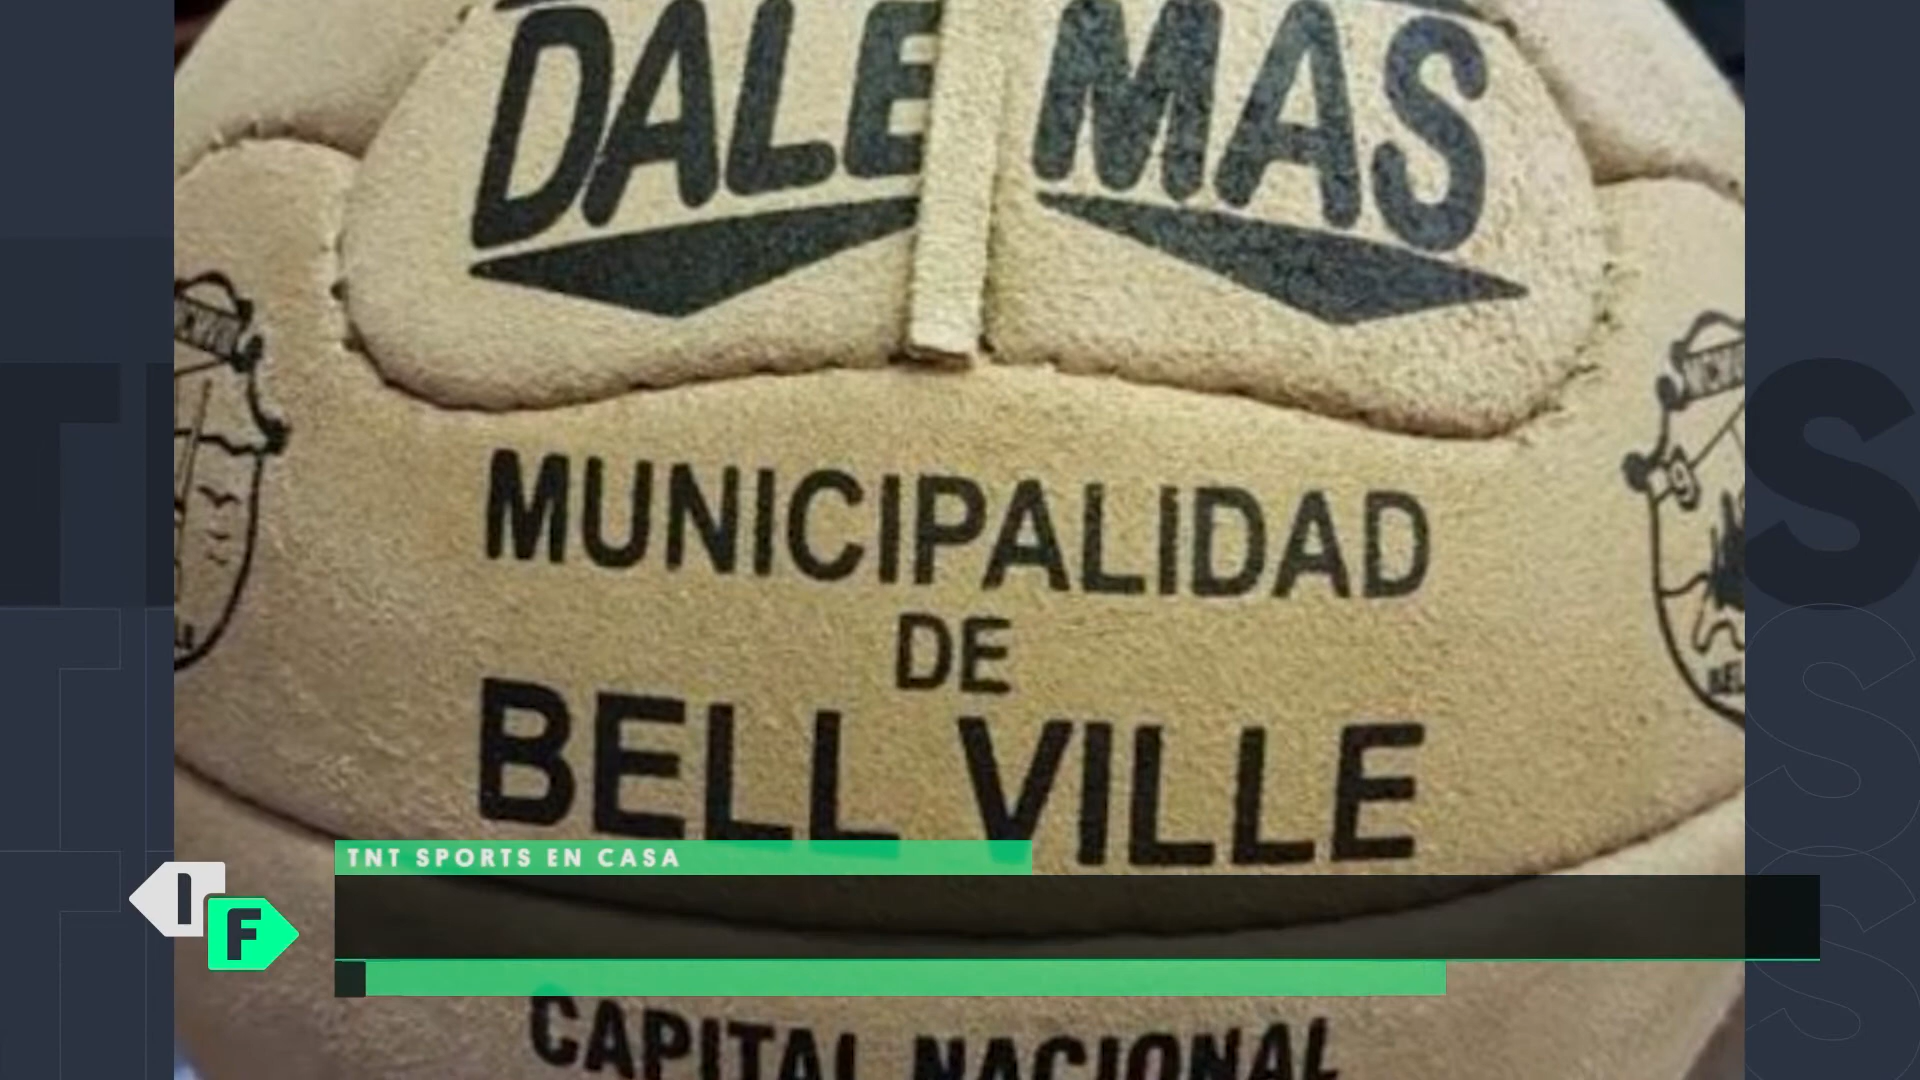 DALE MAS
MUNICIPALIDAD
DE
BELL VILLE
TNT SPORTS EN CASA
I
F
CAPITAL NACIONAL